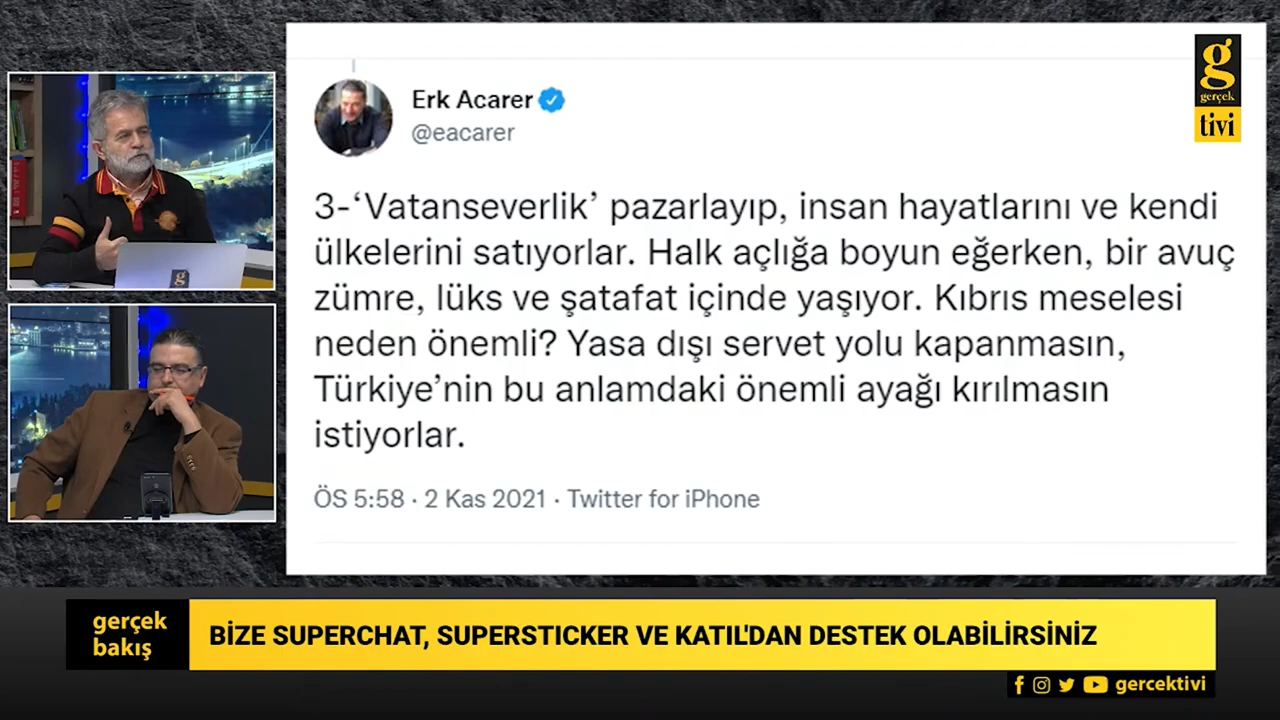 Erk Acarer
@eacarer
3-‘Vatanseverlik’ pazarlayıp, insan hayatlarını ve kendi
ülkelerini satıyorlar. Halk açlığa boyun eğerken, bir avuç
zümre, lüks ve şatafat içinde yaşıyor. Kıbrıs meselesi
neden önemli? Yasa dışı servet yolu kapanmasın,
Türkiye’nin bu anlamdaki önemli ayağı kırılmasın
istiyorlar.
ÖS 5:58 · 2 Kas 2021 · Twitter for iPhone
g
gerçek
tivi
gerçek
bakış
BİZE SUPERCHAT, SUPERSTICKER VE KATIL'DAN DESTEK OLABİLİRSİNİZ
gercektivi